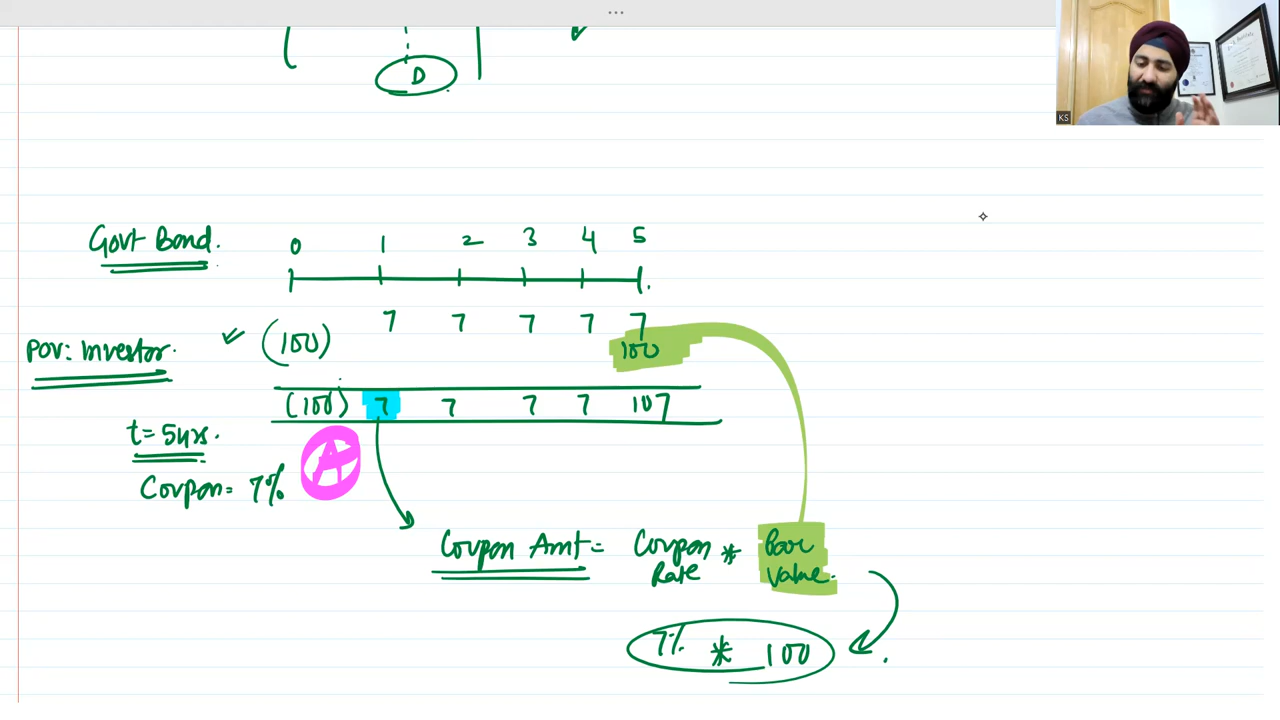 D
Govt Bond.
0 1 2 3 4 5
7 7 7 7 7
POV: Investor.
(100)
100
(100) 7 7 7 7 107
t = 5yrs.
A
Coupon = 7%
Coupon Amt = Coupon Rate * Value.
7% * 100
KS